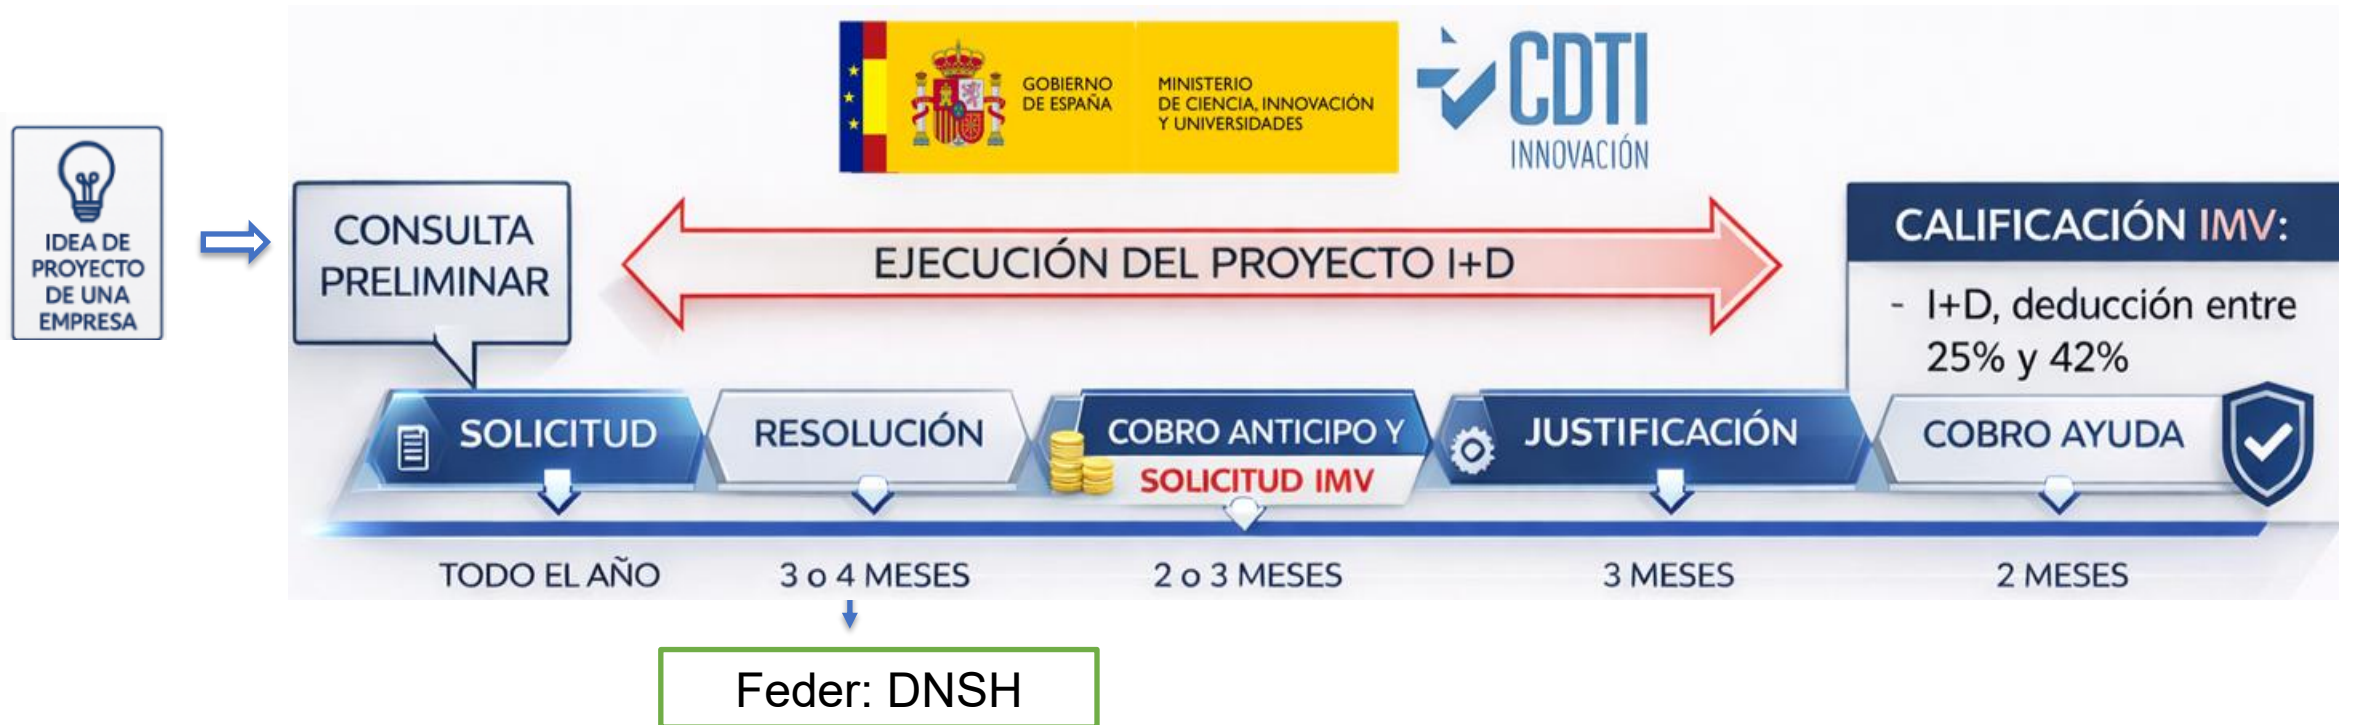 GOBIERNO
DE ESPAÑA
MINISTERIO
DE CIENCIA, INNOVACIÓN
Y UNIVERSIDADES
CDTI
INNOVACIÓN
IDEA DE
PROYECTO
DE UNA
EMPRESA
CONSULTA
PRELIMINAR
EJECUCIÓN DEL PROYECTO I+D
CALIFICACIÓN IMV:
- I+D, deducción entre
25% y 42%
SOLICITUD
RESOLUCIÓN
COBRO ANTICIPO Y
SOLICITUD IMV
JUSTIFICACIÓN
COBRO AYUDA
TODO EL AÑO
3 o 4 MESES
2 o 3 MESES
3 MESES
2 MESES
Feder: DNSH